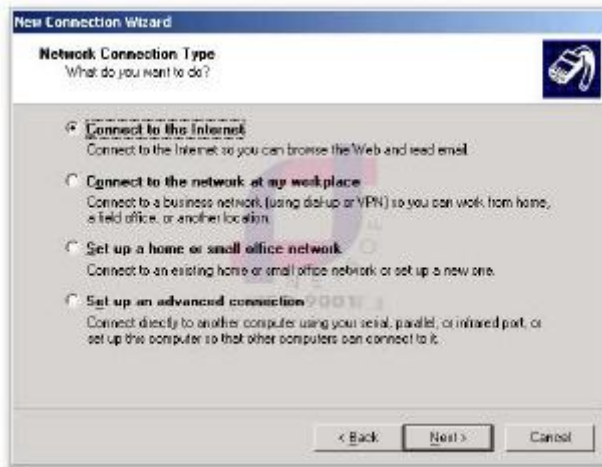 New Connection Wizard
Network Connection Type
What do you want to do?
Connect to the Internet
Connect to the Internet so you can browse the Web and read email.
Connect to the network at my workplace
Connect to a business network (using dial-up or VPN) so you can work from home,
a field office, or another location.
Set up a home or small office network
Connect to an existing home or small office network or set up a new one.
Set up an advanced connection
Connect directly to another computer using your serial, parallel, or infrared port, or
set up this computer so that other computers can connect to it.
< Back
Next >
Cancel